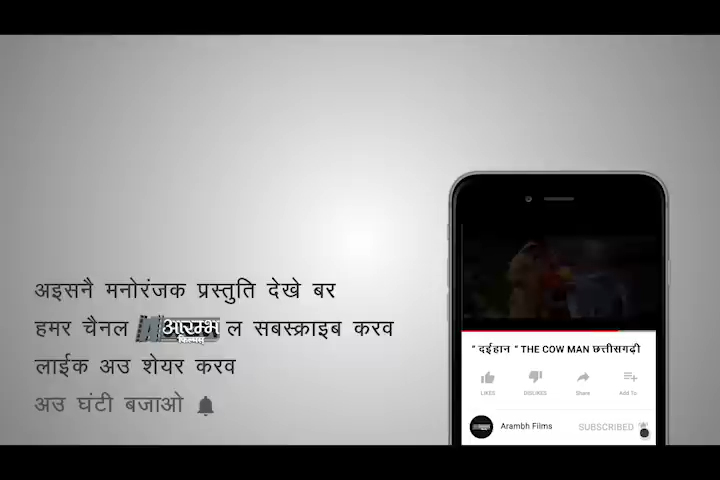 अइसनै मनोरंजक प्रस्तुति देखे बर
हमर चैनल आरम्भ फिल्म्स ल सबस्क्राइब करव
लाईक अउ शेयर करव
अउ घंटी बजाओ
" दईहान " THE COW MAN छत्तीसगढ़ी
LIKES DISLIKES Share Add To
Arambh Films SUBSCRIBED